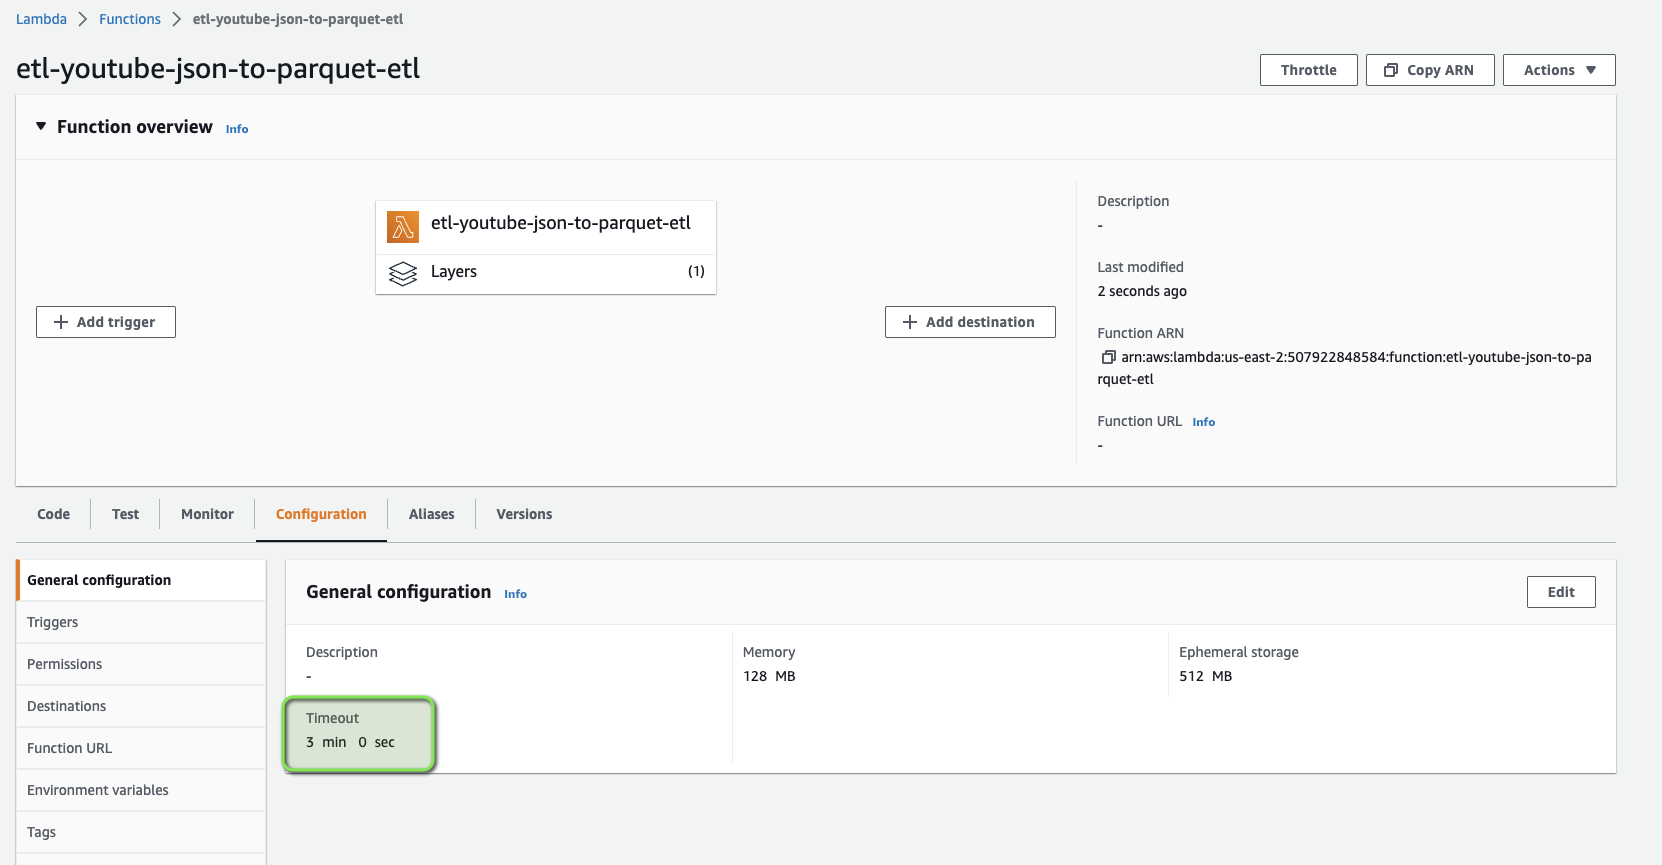 Lambda > Functions > etl-youtube-json-to-parquet-etl
etl-youtube-json-to-parquet-etl
Throttle
Copy ARN
Actions
Function overview Info
etl-youtube-json-to-parquet-etl
Layers (1)
Add trigger
Add destination
Description
-
Last modified
2 seconds ago
Function ARN
arn:aws:lambda:us-east-2:507922848584:function:etl-youtube-json-to-pa
rquet-etl
Function URL Info
-
Code
Test
Monitor
Configuration
Aliases
Versions
General configuration
Triggers
Permissions
Destinations
Function URL
Environment variables
Tags
General configuration Info
Edit
Description
-
Memory
128 MB
Ephemeral storage
512 MB
Timeout
3 min 0 sec